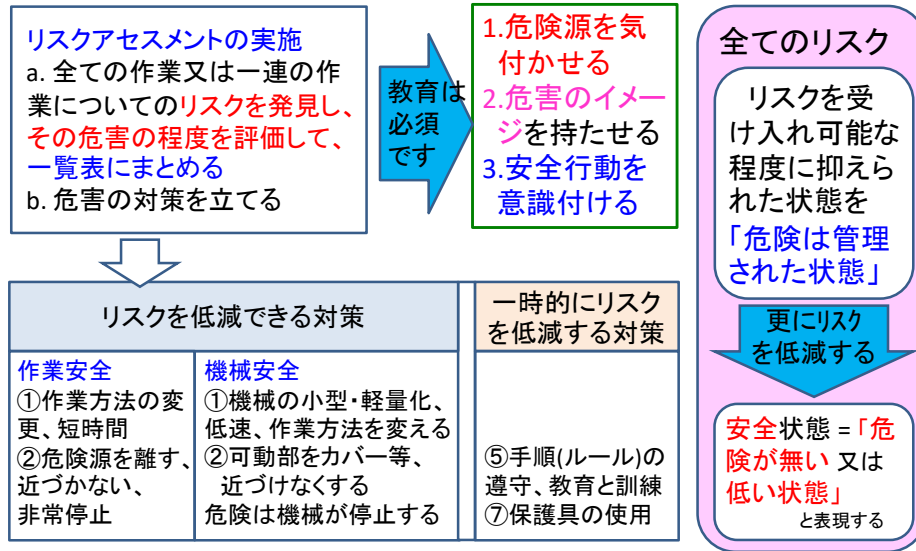 リスクアセスメントの実施
a. 全ての作業又は一連の作
業についてのリスクを発見し、
その危害の程度を評価して、
一覧表にまとめる
b. 危害の対策を立てる
教育は
必須
です
1.危険源を気
付かせる
2.危害のイメー
ジを持たせる
3.安全行動を
意識付ける
リスクを低減できる対策
一時的にリスク
を低減する対策
作業安全
①作業方法の変
更、短時間
②危険源を離す、
近づかない、
非常停止
機械安全
①機械の小型・軽量化、
低速、作業方法を変える
②可動部をカバー等、
近づけなくする
危険は機械が停止する
⑤手順(ルール)の
遵守、教育と訓練
⑦保護具の使用
全てのリスク
リスクを受
け入れ可能な
程度に抑えら
れた状態を
「危険は管理
された状態」
更にリスク
を低減する
安全状態 =「危
険が無い 又は
低い状態」
と表現する